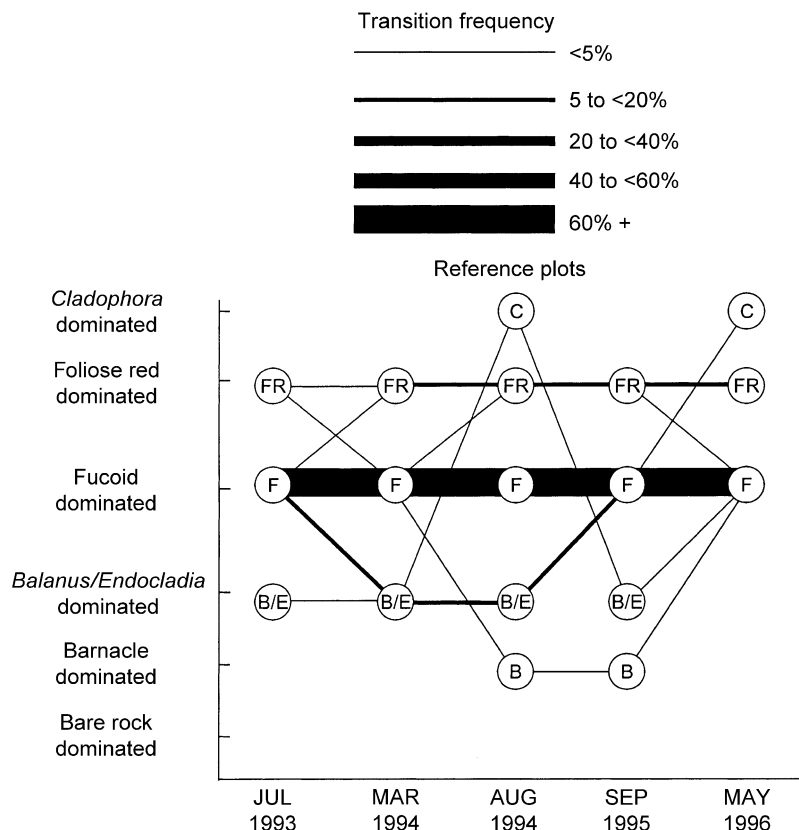 Transition frequency
<5%
5 to <20%
20 to <40%
40 to <60%
60% +
Reference plots
Cladophora
dominated
C
C
Foliose red
dominated
FR
FR
FR
FR
FR
Fucoid
dominated
F
F
F
F
F
Balanus/Endocladia
dominated
B/E
B/E
B/E
B/E
Barnacle
dominated
B
B
Bare rock
dominated
JUL
1993
MAR
1994
AUG
1994
SEP
1995
MAY
1996